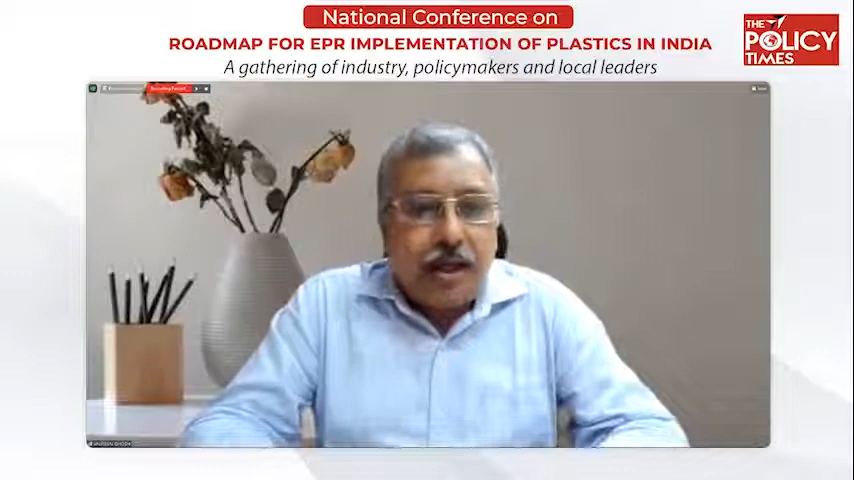 National Conference on
ROADMAP FOR EPR IMPLEMENTATION OF PLASTICS IN INDIA
A gathering of industry, policymakers and local leaders
THE
POLICY
TIMES